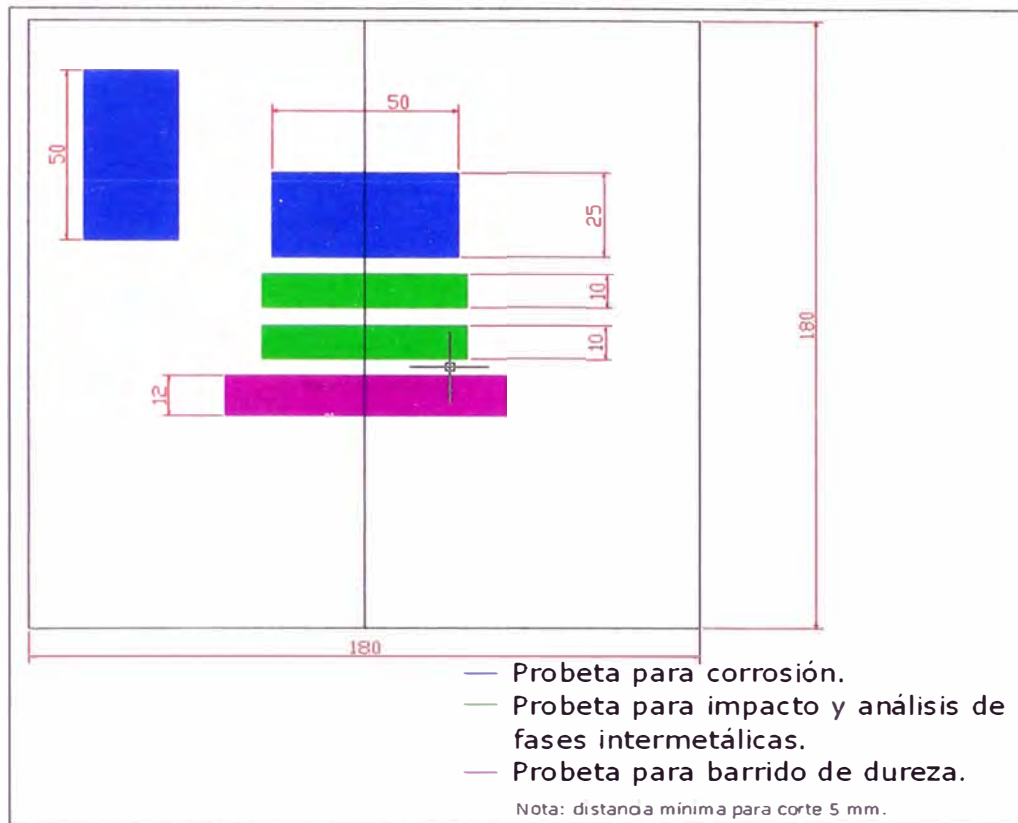 50
50
25
10
10
12
180
180
Probeta para corrosión.
Probeta para impacto y análisis de
fases intermetálicas.
Probeta para barrido de dureza.
Nota: distancia mínima para corte 5 mm.